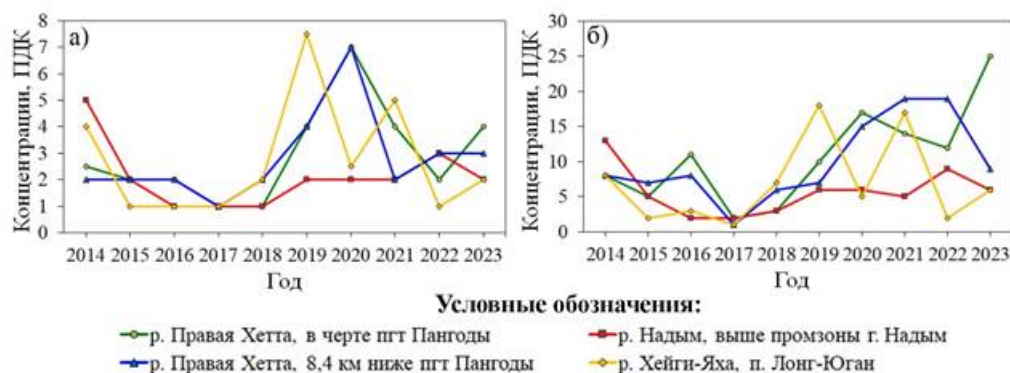 а)
Концентрации, ПДК
8
7
6
5
4
3
2
1
0
2014 2015 2016 2017 2018 2019 2020 2021 2022 2023
Год
б)
Концентрации, ПДК
30
25
20
15
10
5
0
2014 2015 2016 2017 2018 2019 2020 2021 2022 2023
Год
Условные обозначения:
р. Правая Хетта, в черте пгт Пангоды
р. Надым, выше промзоны г. Надым
р. Правая Хетта, 8,4 км ниже пгт Пангоды
р. Хейги-Яха, п. Лонг-Юган